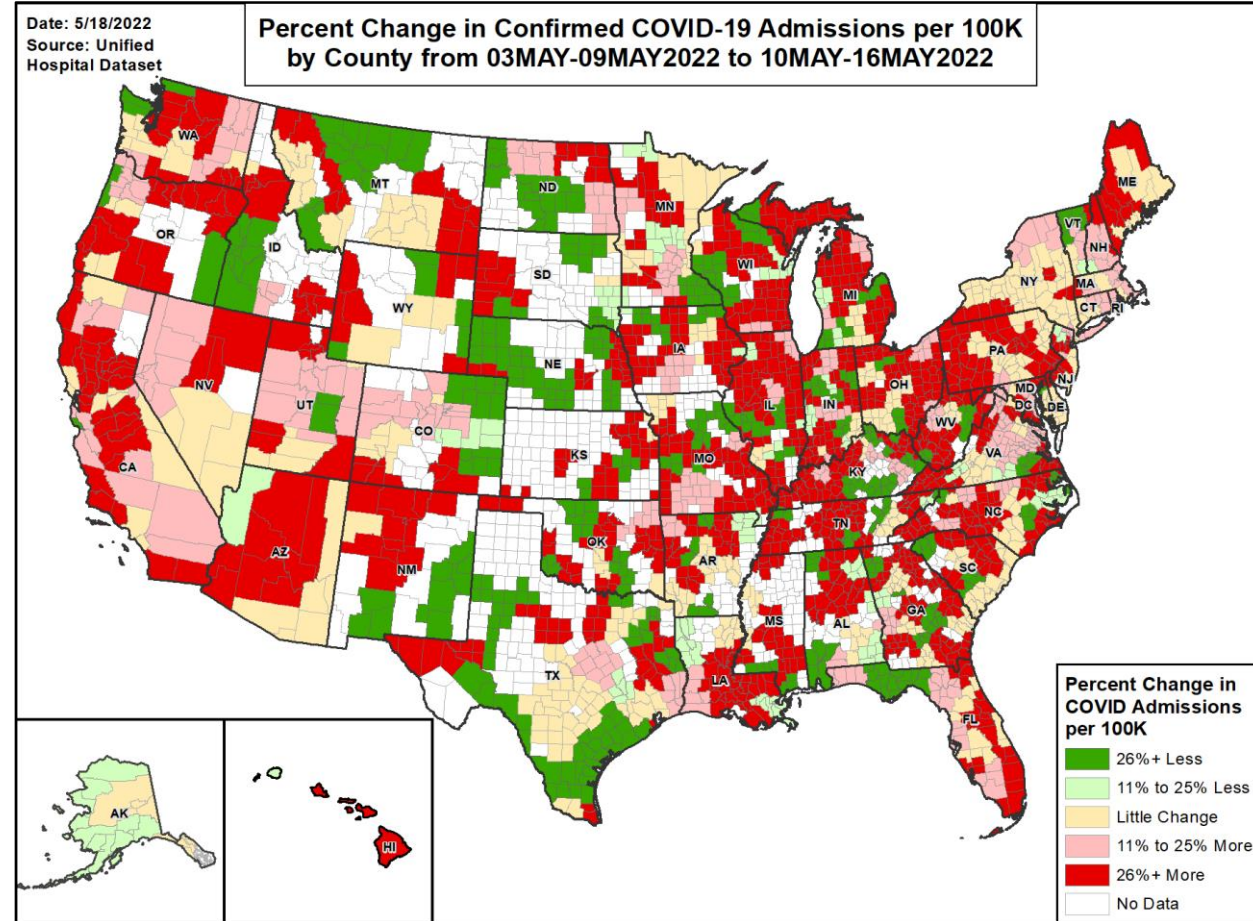 Date: 5/18/2022
Source: Unified
Hospital Dataset
Percent Change in Confirmed COVID-19 Admissions per 100K
by County from 03MAY-09MAY2022 to 10MAY-16MAY2022
WA
MT
ND
MN
ME
OR
ID
SD
WI
MI
VT
NH
NY
MA
CT
RI
WY
NE
IA
PA
NJ
NV
UT
CO
KS
MO
IL
IN
OH
WV
MD
DC
DE
VA
KY
CA
AZ
NM
OK
AR
TN
NC
SC
MS
AL
GA
TX
LA
FL
AK
HI
Percent Change in
COVID Admissions
per 100K
26%+ Less
11% to 25% Less
Little Change
11% to 25% More
26%+ More
No Data